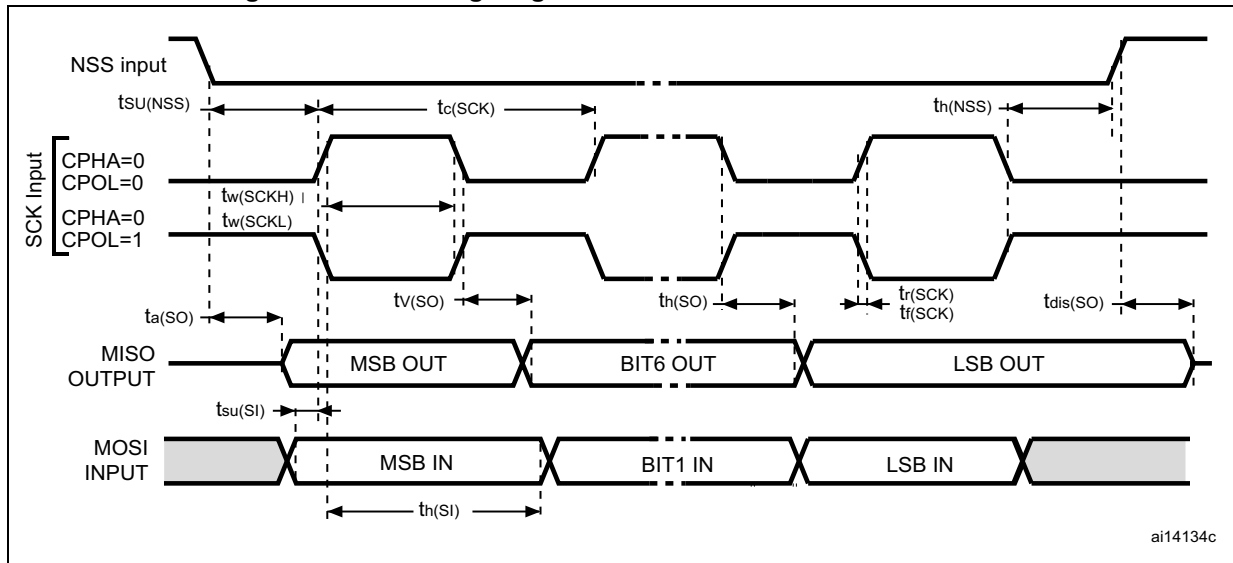 NSS input
tSU(NSS)
tc(SCK)
th(NSS)
SCK Input
CPHA=0
CPOL=0
tw(SCKH)
CPHA=0
tw(SCKL)
CPOL=1
tV(SO)
th(SO)
tr(SCK)
tf(SCK)
tdis(SO)
ta(SO)
MISO
OUTPUT
MSB OUT
BIT6 OUT
LSB OUT
tsu(SI)
MOSI
INPUT
MSB IN
BIT1 IN
LSB IN
th(SI)
ai14134c